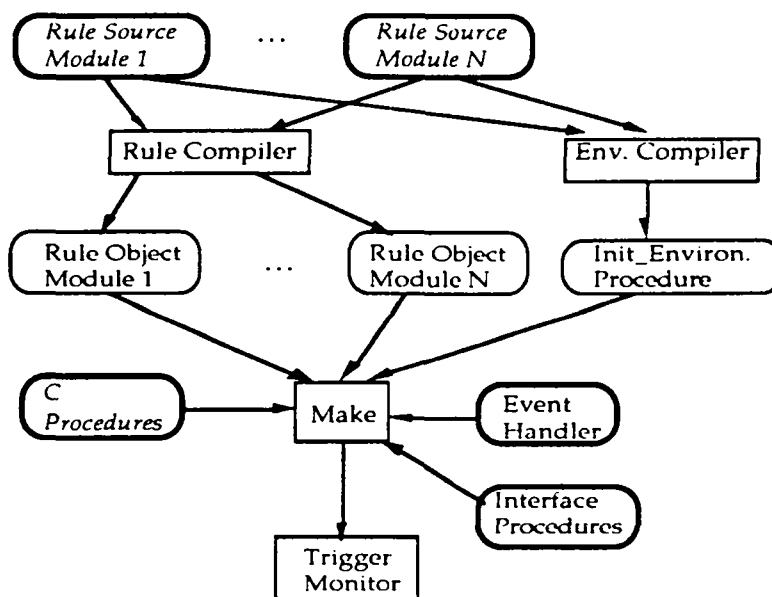 Rule Source
Module 1
...
Rule Source
Module N
Rule Compiler
Env. Compiler
Rule Object
Module 1
...
Rule Object
Module N
Init_Environ.
Procedure
C
Procedures
Make
Event
Handler
Interface
Procedures
Trigger
Monitor